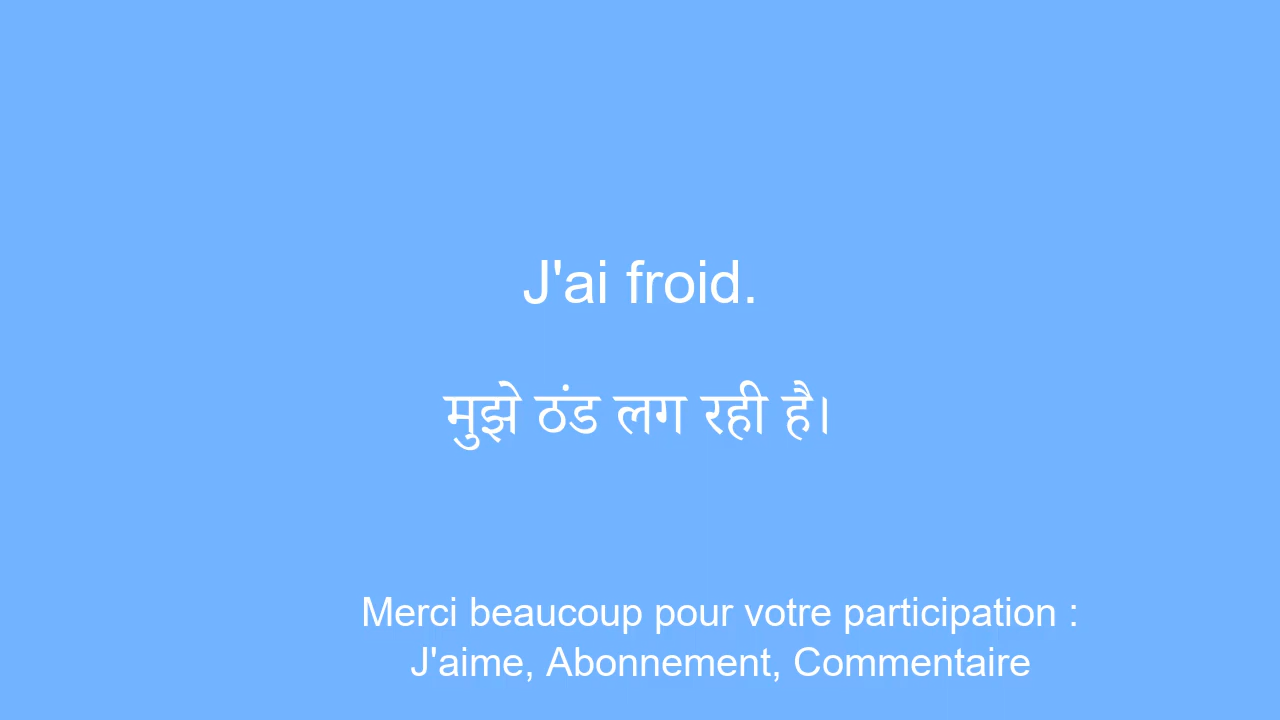 J'ai froid.
मुझे ठंड लग रही है।
Merci beaucoup pour votre participation :
J'aime, Abonnement, Commentaire